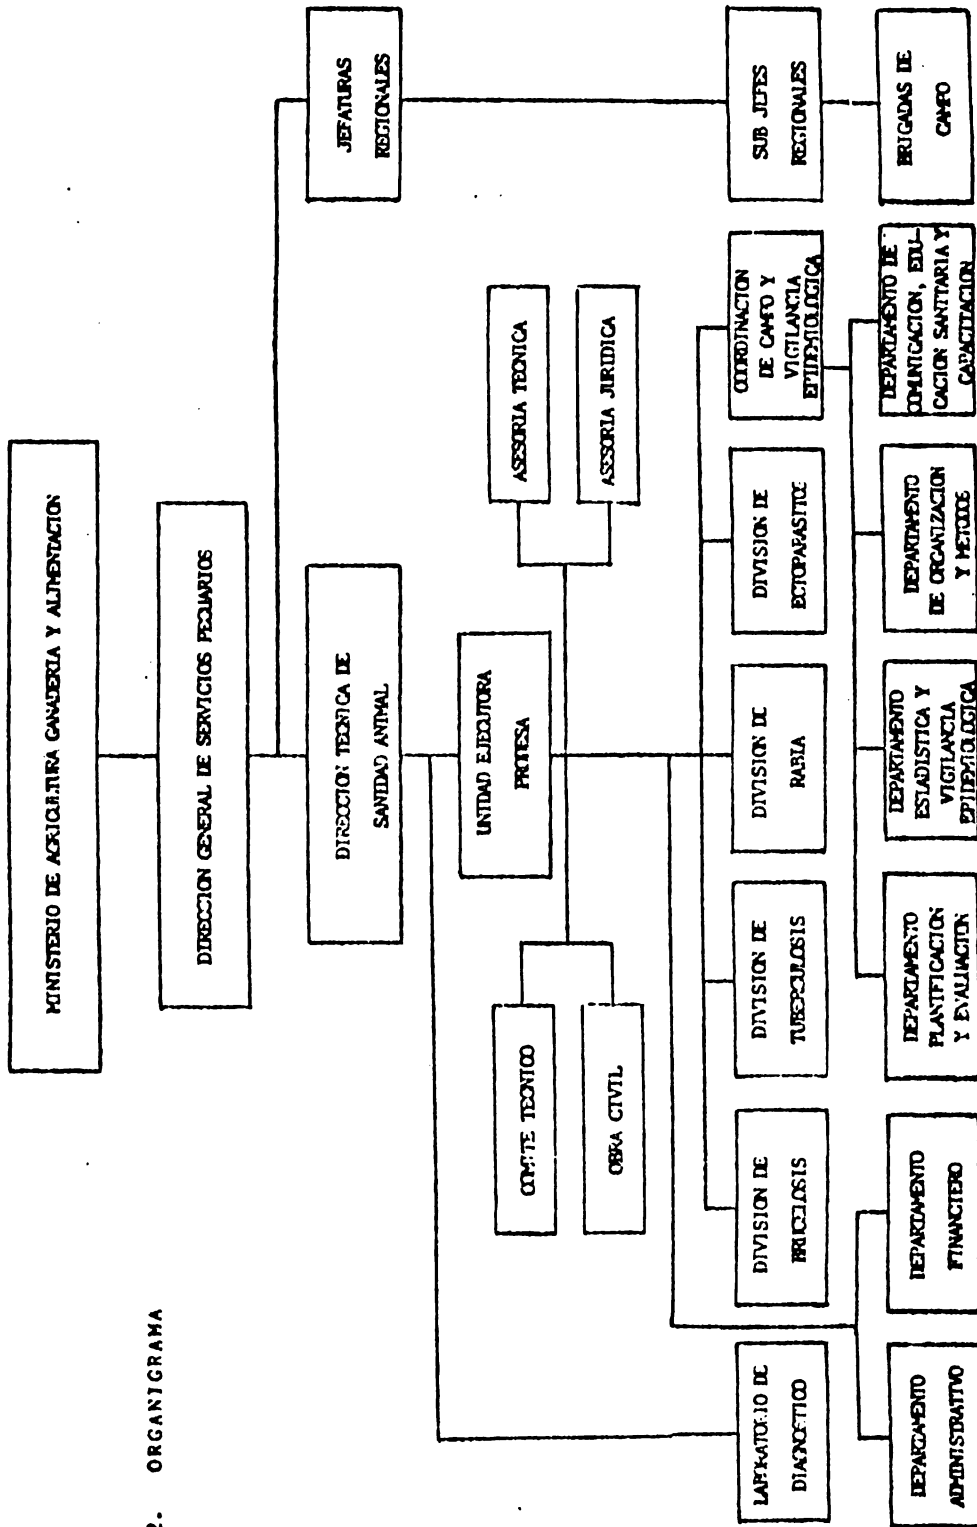 2. ORGANIGRAMA
MINISTERIO DE AGRICULTURA GANADERIA Y ALIMENTACION
DIRECCION GENERAL DE SERVICIOS PECUARIOS
JEFATURAS
REGIONALES
DIRECCION TECNICA DE
SANIDAD ANIMAL
UNIDAD EJECUTORA
PRODESA
COMITE TECNICO
OBRA CIVIL
ASESORIA TECNICA
ASESORIA JURIDICA
LABORATORIO DE
DIAGNOSTICO
DIVISION DE
BRUCELOSIS
DIVISION DE
TUBERCULOSIS
DIVISION DE
RABIA
DIVISION DE
ECTOPARASITOS
COORDINACION
DE CAMPO Y
VIGILANCIA
EPIDEMIOLOGICA
SUB JEFES
REGIONALES
DEPARTAMENTO
ADMINISTRATIVO
DEPARTAMENTO
FINANCIERO
DEPARTAMENTO
PLANIFICACION
Y EVALUACION
DEPARTAMENTO
ESTADISTICA Y
VIGILANCIA
EPIDEMIOLOGICA
DEPARTAMENTO
DE ORGANIZACION
Y METODOS
DEPARTAMENTO DE
COMUNICACION, EDU-
CACION SANITARIA Y
CAPACITACION
BRIGADAS DE
CAMPO